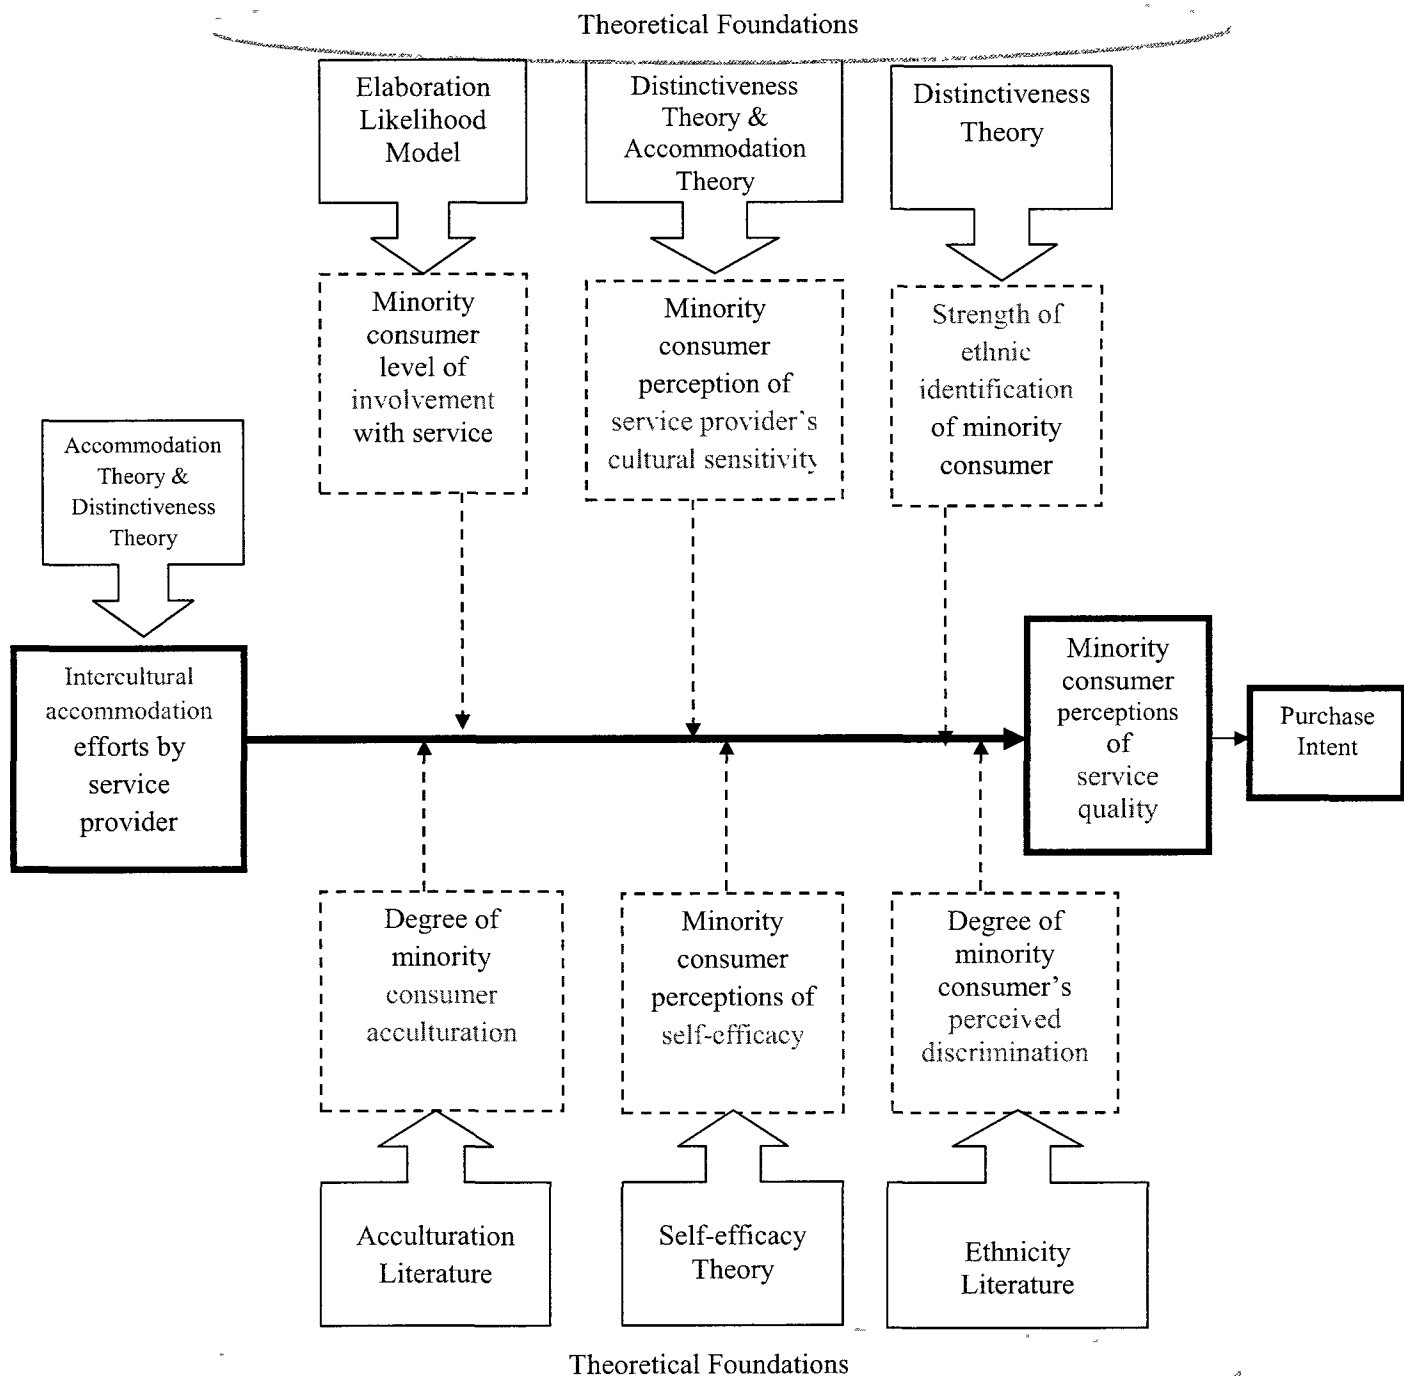 Theoretical Foundations
Elaboration
Likelihood
Model
Distinctiveness
Theory &
Accommodation
Theory
Distinctiveness
Theory
Minority
consumer
level of
involvement
with service
Minority
consumer
perception of
service provider's
cultural sensitivity
Strength of
ethnic
identification
of minority
consumer
Accommodation
Theory &
Distinctiveness
Theory
Intercultural
accommodation
efforts by
service
provider
Minority
consumer
perceptions
of
service
quality
Purchase
Intent
Degree of
minority
consumer
acculturation
Minority
consumer
perceptions of
self-efficacy
Degree of
minority
consumer's
perceived
discrimination
Acculturation
Literature
Self-efficacy
Theory
Ethnicity
Literature
Theoretical Foundations